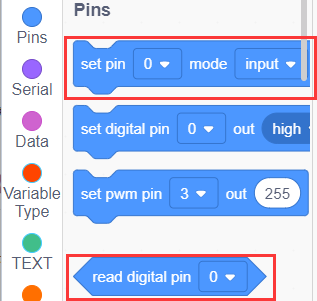 Pins
Pins
set pin 0 mode input
Serial
set digital pin 0 out high
Data
set pwm pin 3 out 255
Variable
Type
read digital pin 0
TEXT